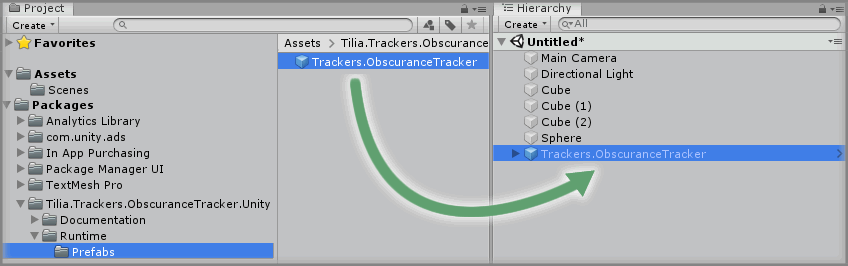 Project
Create
Favorites
Assets
Scenes
Packages
Analytics Library
com.unity.ads
In App Purchasing
Package Manager UI
TextMesh Pro
Tilia.Trackers.ObscuranceTracker.Unity
Documentation
Runtime
Prefabs
Assets > Tilia.Trackers.Obscurance
Trackers.ObscuranceTracker
Hierarchy
Create All
Untitled*
Main Camera
Directional Light
Cube
Cube (1)
Cube (2)
Sphere
Trackers.ObscuranceTracker